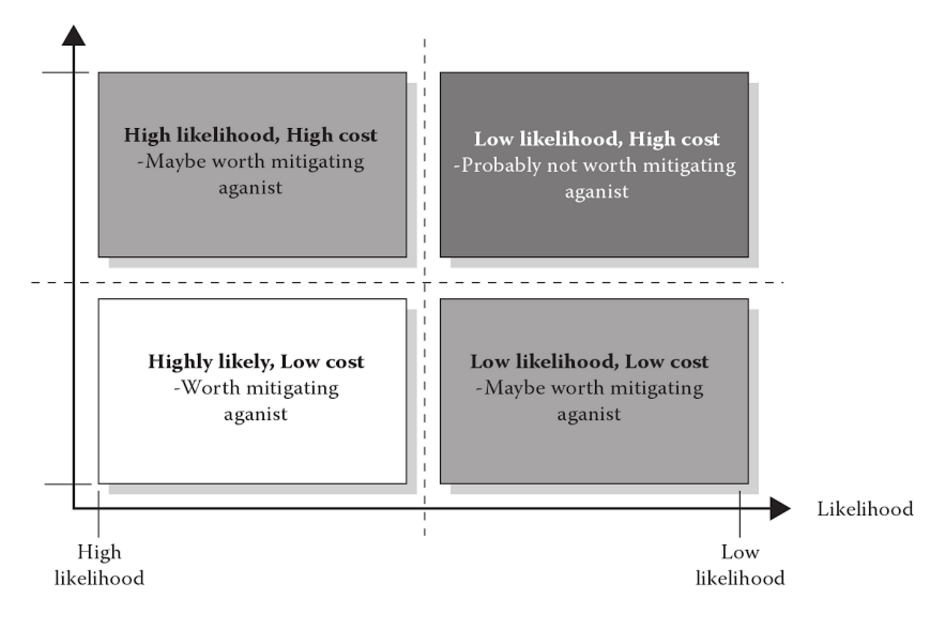 High likelihood, High cost
-Maybe worth mitigating
aganist
Low likelihood, High cost
-Probably not worth mitigating
aganist
Highly likely, Low cost
-Worth mitigating
aganist
Low likelihood, Low cost
-Maybe worth mitigating
aganist
Likelihood
High
likelihood
Low
likelihood